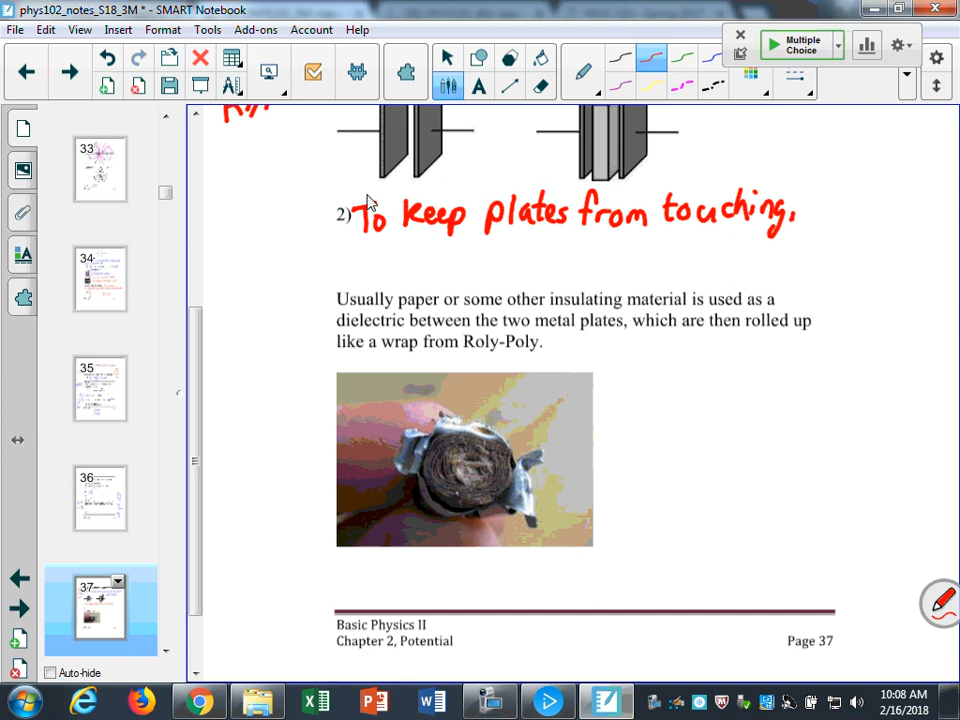 phys102_notes_S18_3M * - SMART Notebook
File Edit View Insert Format Tools Add-ons Account Help
Multiple
Choice
33
34
35
36
37
2) To keep plates from touching.
Usually paper or some other insulating material is used as a
dielectric between the two metal plates, which are then rolled up
like a wrap from Roly-Poly.
Basic Physics II
Chapter 2, Potential Page 37
Auto-hide
10:08 AM
2/16/2018